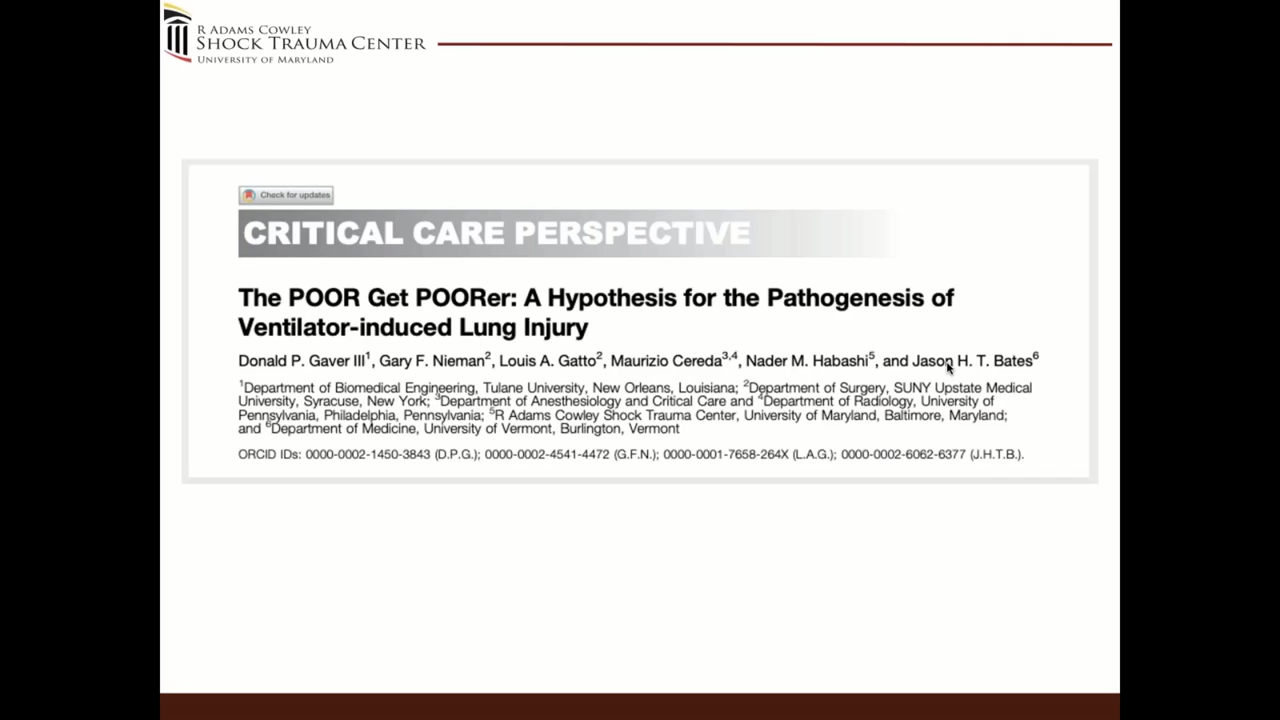 R ADAMS COWLEY
SHOCK TRAUMA CENTER
UNIVERSITY OF MARYLAND
Check for updates
CRITICAL CARE PERSPECTIVE
The POOR Get POORer: A Hypothesis for the Pathogenesis of
Ventilator-induced Lung Injury
Donald P. Gaver III1, Gary F. Nieman2, Louis A. Gatto2, Maurizio Cereda3,4, Nader M. Habashi5, and Jason H. T. Bates6
1Department of Biomedical Engineering, Tulane University, New Orleans, Louisiana; 2Department of Surgery, SUNY Upstate Medical
University, Syracuse, New York; 3Department of Anesthesiology and Critical Care and 4Department of Radiology, University of
Pennsylvania, Philadelphia, Pennsylvania; 5R Adams Cowley Shock Trauma Center, University of Maryland, Baltimore, Maryland;
and 6Department of Medicine, University of Vermont, Burlington, Vermont
ORCID IDs: 0000-0002-1450-3843 (D.P.G.); 0000-0002-4541-4472 (G.F.N.); 0000-0001-7658-264X (L.A.G.); 0000-0002-6062-6377 (J.H.T.B.).